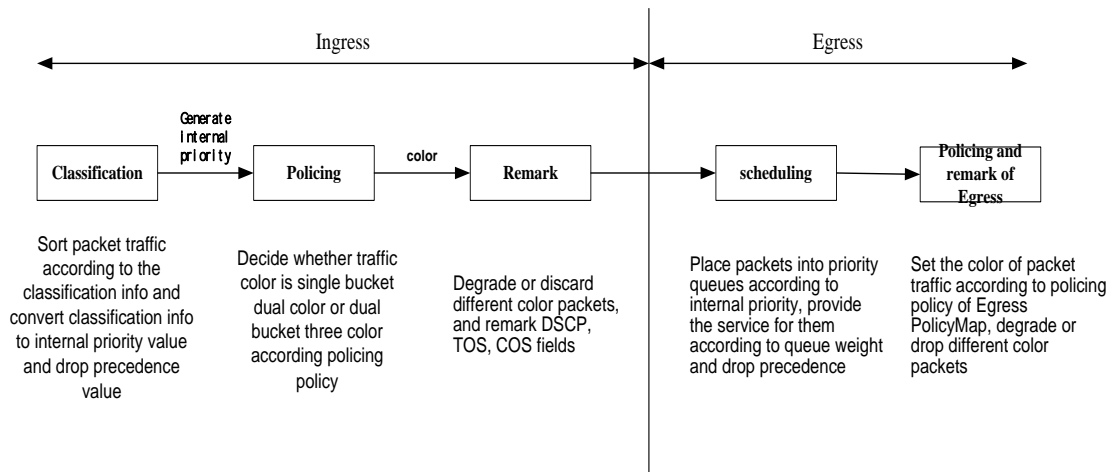 Ingress
Egress
Generate
Internal
priority
color
Classification
Policing
Remark
scheduling
Policing and
remark of
Egress
Sort packet traffic
according to the
classification info and
convert classification info
to internal priority value
and drop precedence
value
Decide whether traffic
color is single bucket
dual color or dual
bucket three color
according policing
policy
Degrade or discard
different color packets,
and remark DSCP,
TOS, COS fields
Place packets into priority
queues according to
internal priority, provide
the service for them
according to queue weight
and drop precedence
Set the color of packet
traffic according to policing
policy of Egress
PolicyMap, degrade or
drop different color
packets